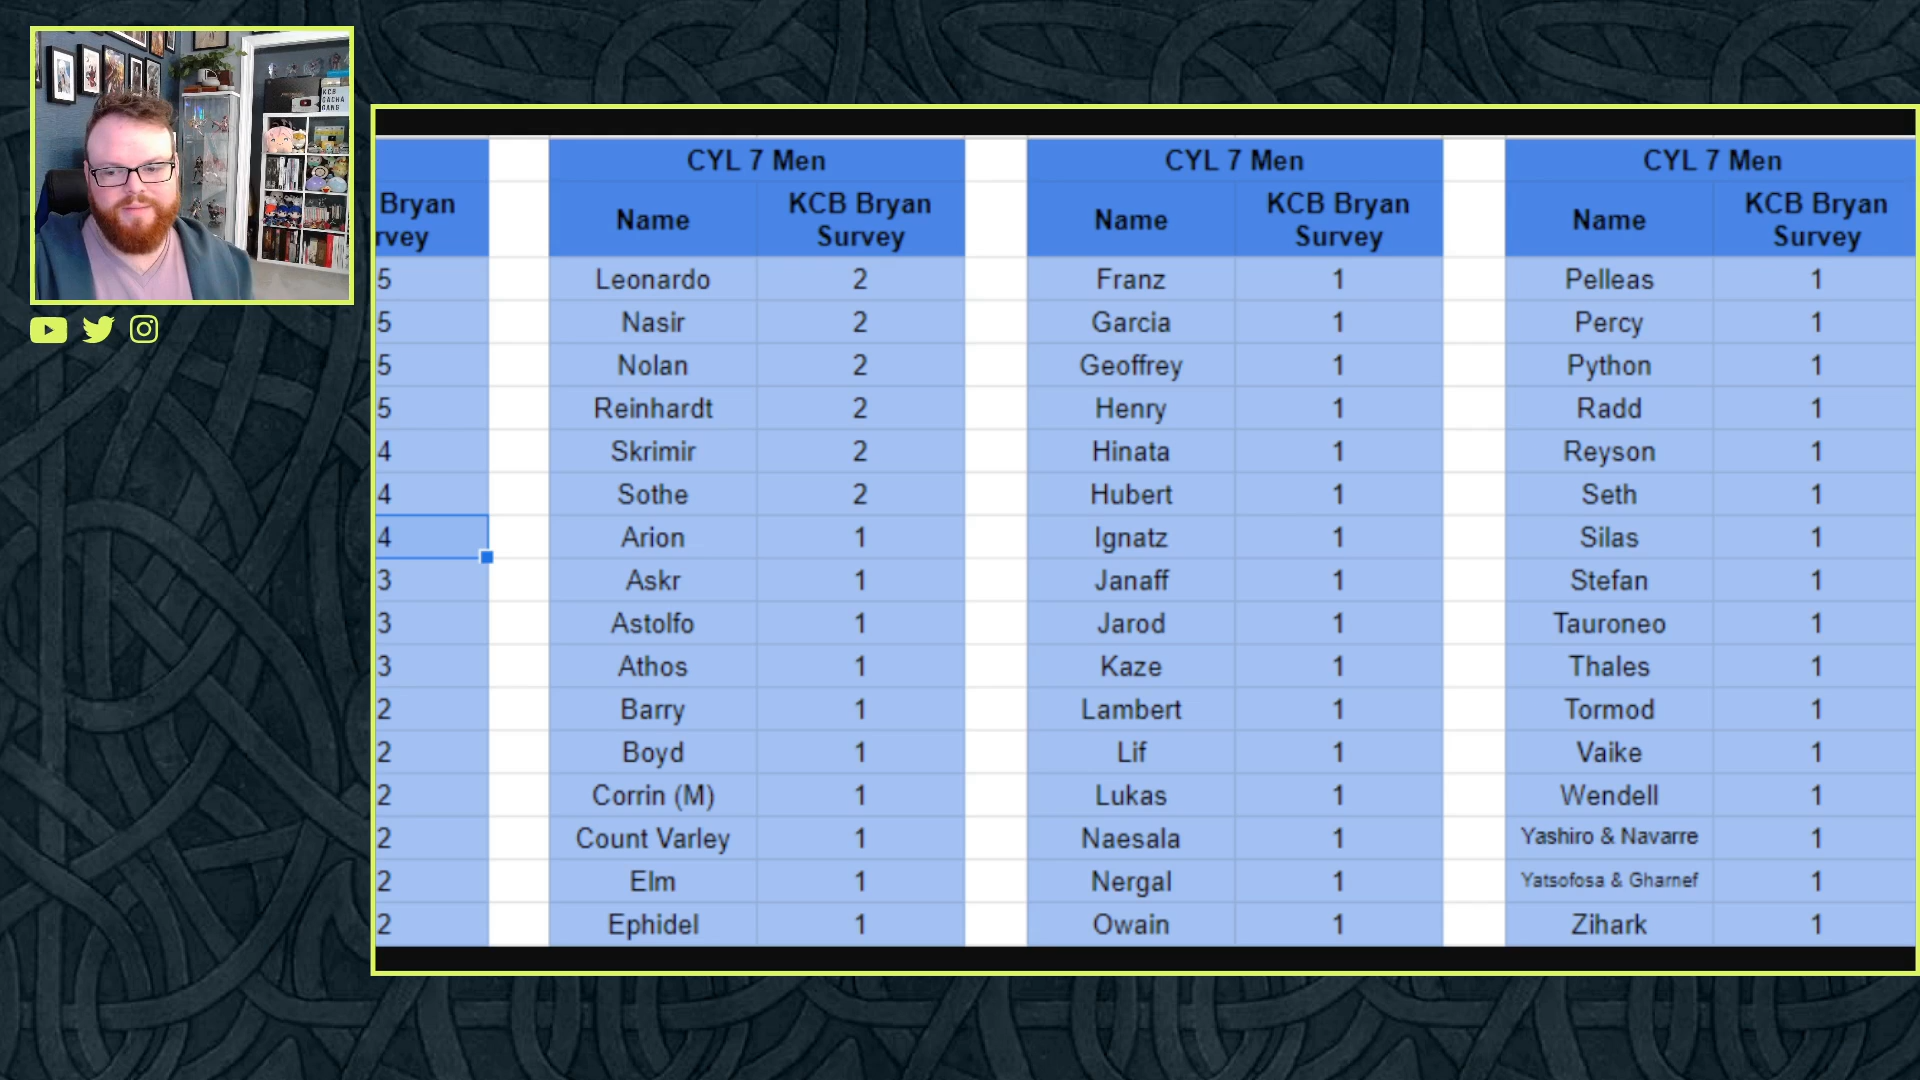 KCB
GACHA
GANG
Bryan
rvey
5
5
5
5
4
4
4
3
3
3
2
2
2
2
2
2
CYL 7 Men
Name KCB Bryan
Survey
Leonardo 2
Nasir 2
Nolan 2
Reinhardt 2
Skrimir 2
Sothe 2
Arion 1
Askr 1
Astolfo 1
Athos 1
Barry 1
Boyd 1
Corrin (M) 1
Count Varley 1
Elm 1
Ephidel 1
CYL 7 Men
Name KCB Bryan
Survey
Franz 1
Garcia 1
Geoffrey 1
Henry 1
Hinata 1
Hubert 1
Ignatz 1
Janaff 1
Jarod 1
Kaze 1
Lambert 1
Lif 1
Lukas 1
Naesala 1
Nergal 1
Owain 1
CYL 7 Men
Name KCB Bryan
Survey
Pelleas 1
Percy 1
Python 1
Radd 1
Reyson 1
Seth 1
Silas 1
Stefan 1
Tauroneo 1
Thales 1
Tormod 1
Vaike 1
Wendell 1
Yashiro & Navarre 1
Yatsofosa & Gharnef 1
Zihark 1